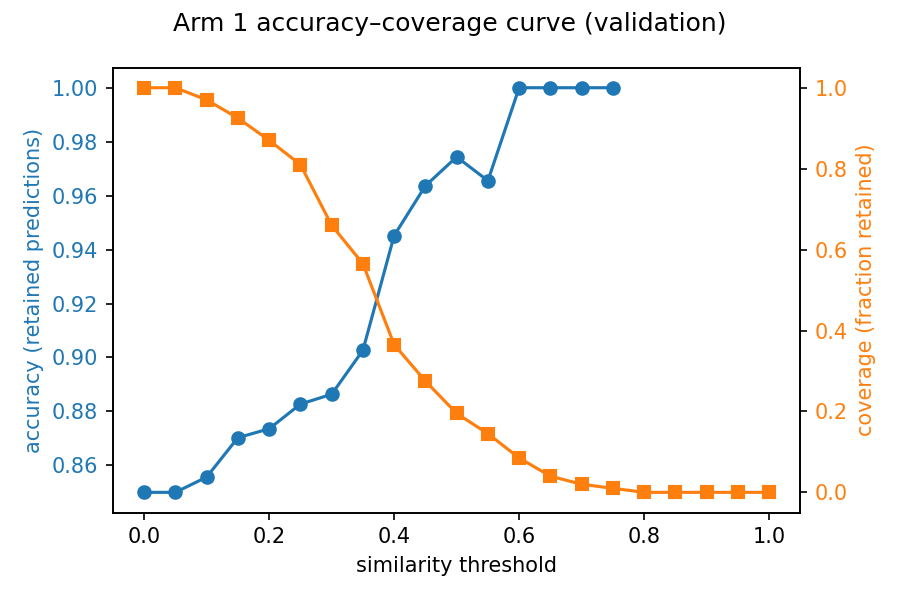 Arm 1 accuracy–coverage curve (validation)
accuracy (retained predictions)
1.00
0.98
0.96
0.94
0.92
0.90
0.88
0.86
1.0
0.8
0.6
0.4
0.2
0.0
coverage (fraction retained)
0.0 0.2 0.4 0.6 0.8 1.0
similarity threshold